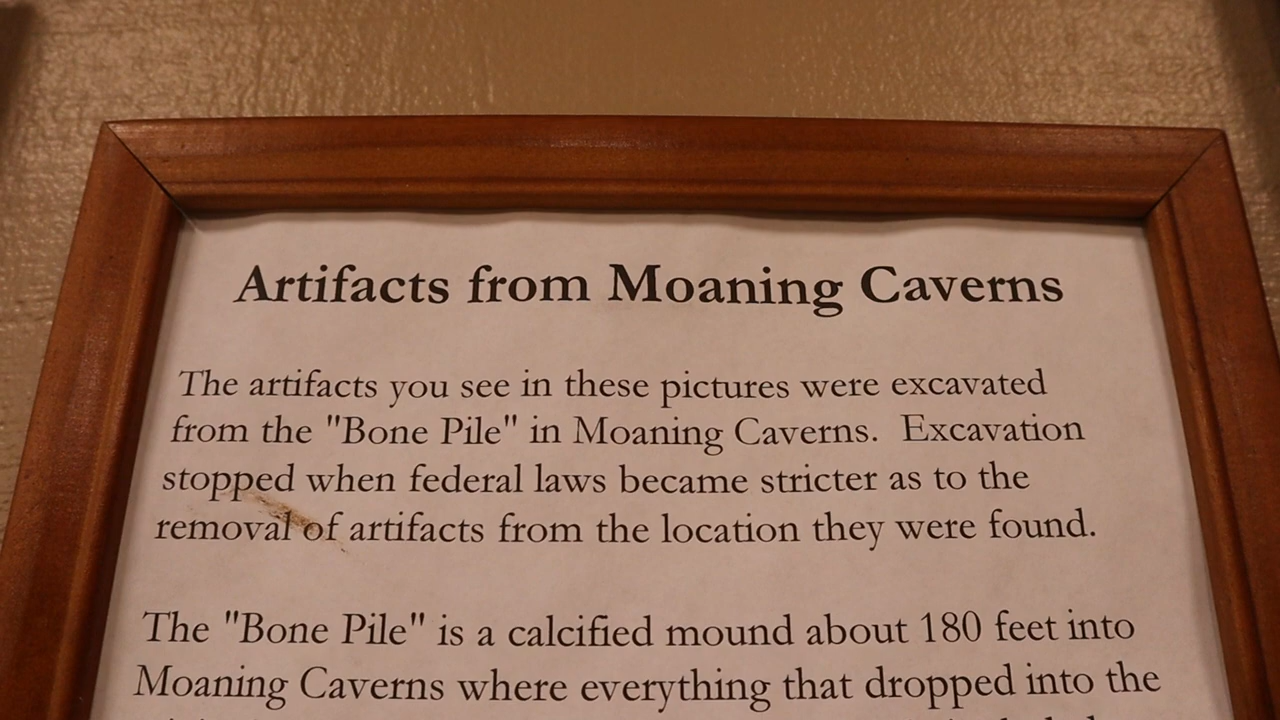 Artifacts from Moaning Caverns
The artifacts you see in these pictures were excavated
from the "Bone Pile" in Moaning Caverns. Excavation
stopped when federal laws became stricter as to the
removal of artifacts from the location they were found.
The "Bone Pile" is a calcified mound about 180 feet into
Moaning Caverns where everything that dropped into the